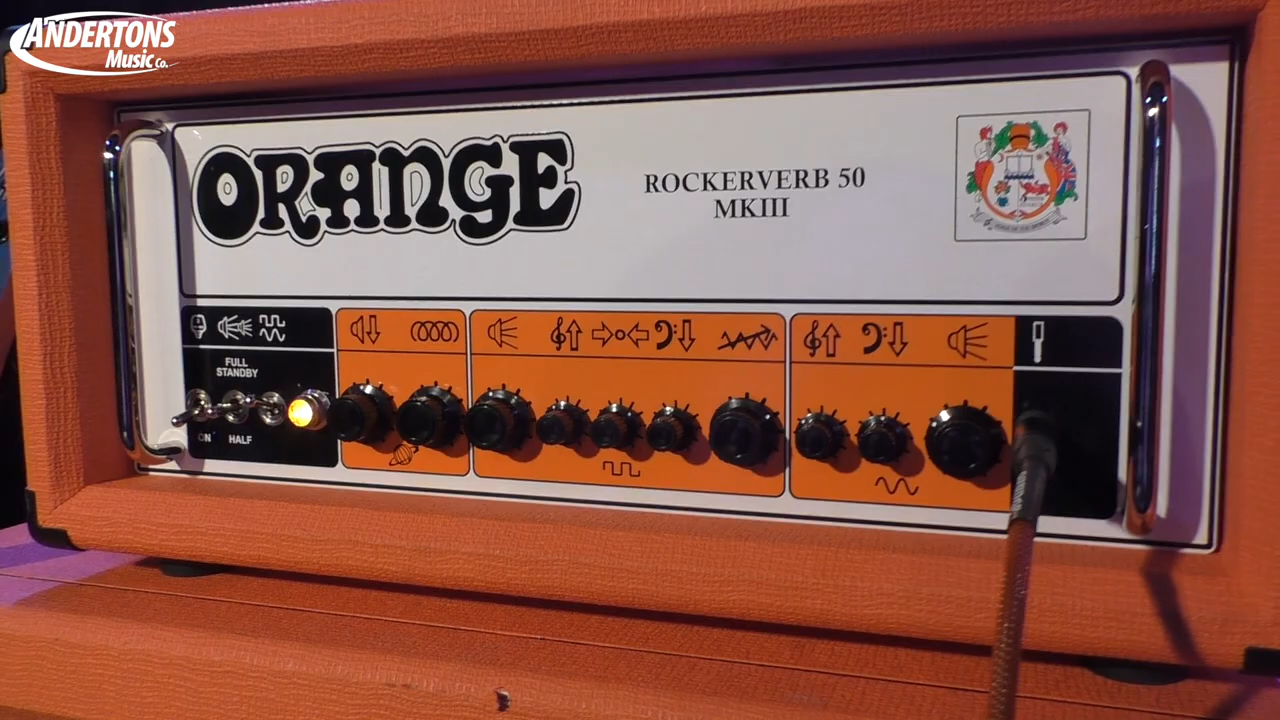 ANDERTONS
Music Co.
ORANGE
ROCKERVERB 50
MKIII
FULL
STANDBY
ON
HALF